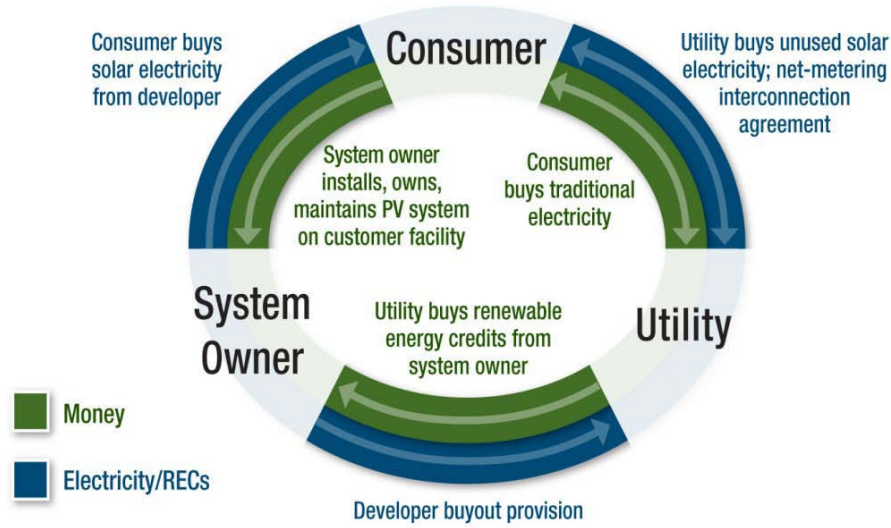 Consumer buys
solar electricity
from developer
Consumer
Utility buys unused solar
electricity; net-metering
interconnection
agreement
System owner
installs, owns,
maintains PV system
on customer facility
Consumer
buys traditional
electricity
System
Owner
Utility buys renewable
energy credits from
system owner
Utility
Money
Electricity/RECs
Developer buyout provision